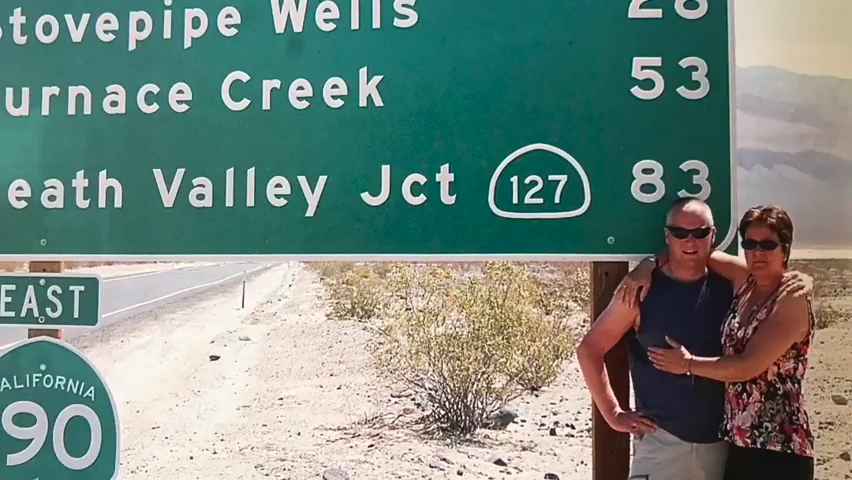 Stovepipe Wells 28
urnace Creek 53
eath Valley Jct 127 83
EAST
ALIFORNIA
90